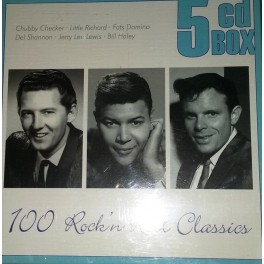 Chubby Checker · Little Richard · Fats Domino
Del Shannon · Jerry Lee Lewis · Bill Haley
5 cd BOX
100 Rock'n Classics